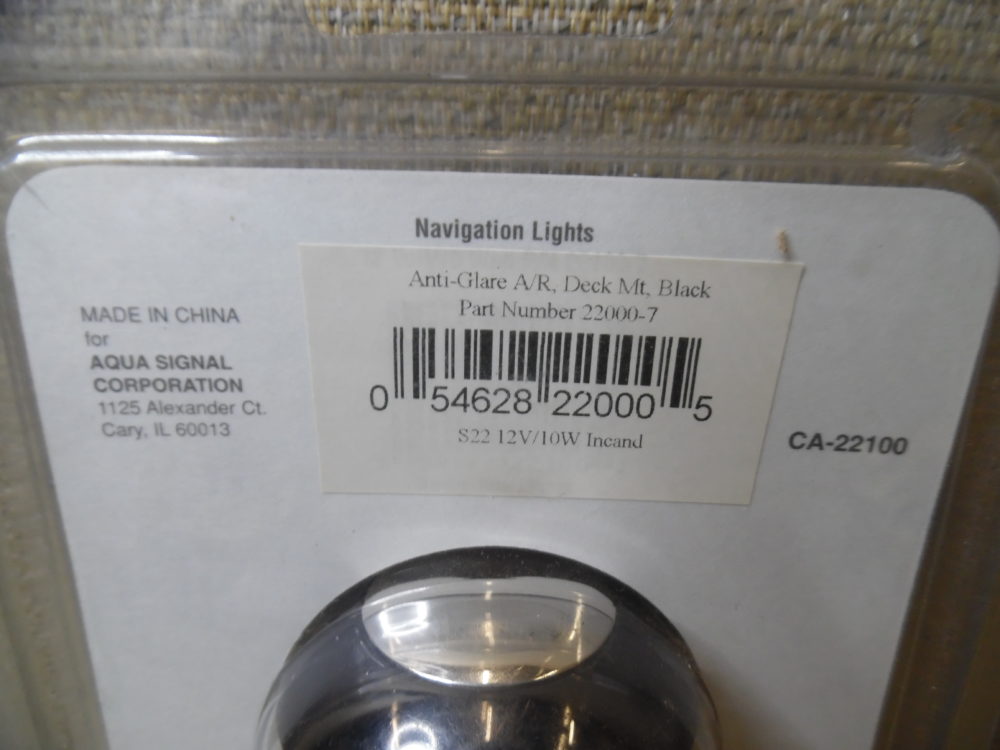 Navigation Lights
Anti-Glare A/R, Deck Mt, Black
Part Number 22000-7
0 54628 22000 5
S22 12V/10W Incand
MADE IN CHINA
for
AQUA SIGNAL
CORPORATION
1125 Alexander Ct.
Cary, IL 60013
CA-22100